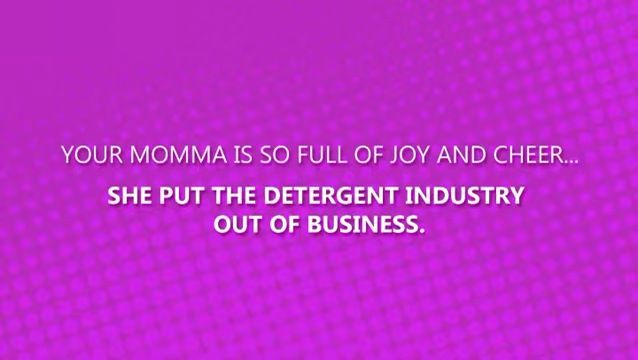 YOUR MOMMA IS SO FULL OF JOY AND CHEER...
SHE PUT THE DETERGENT INDUSTRY
OUT OF BUSINESS.